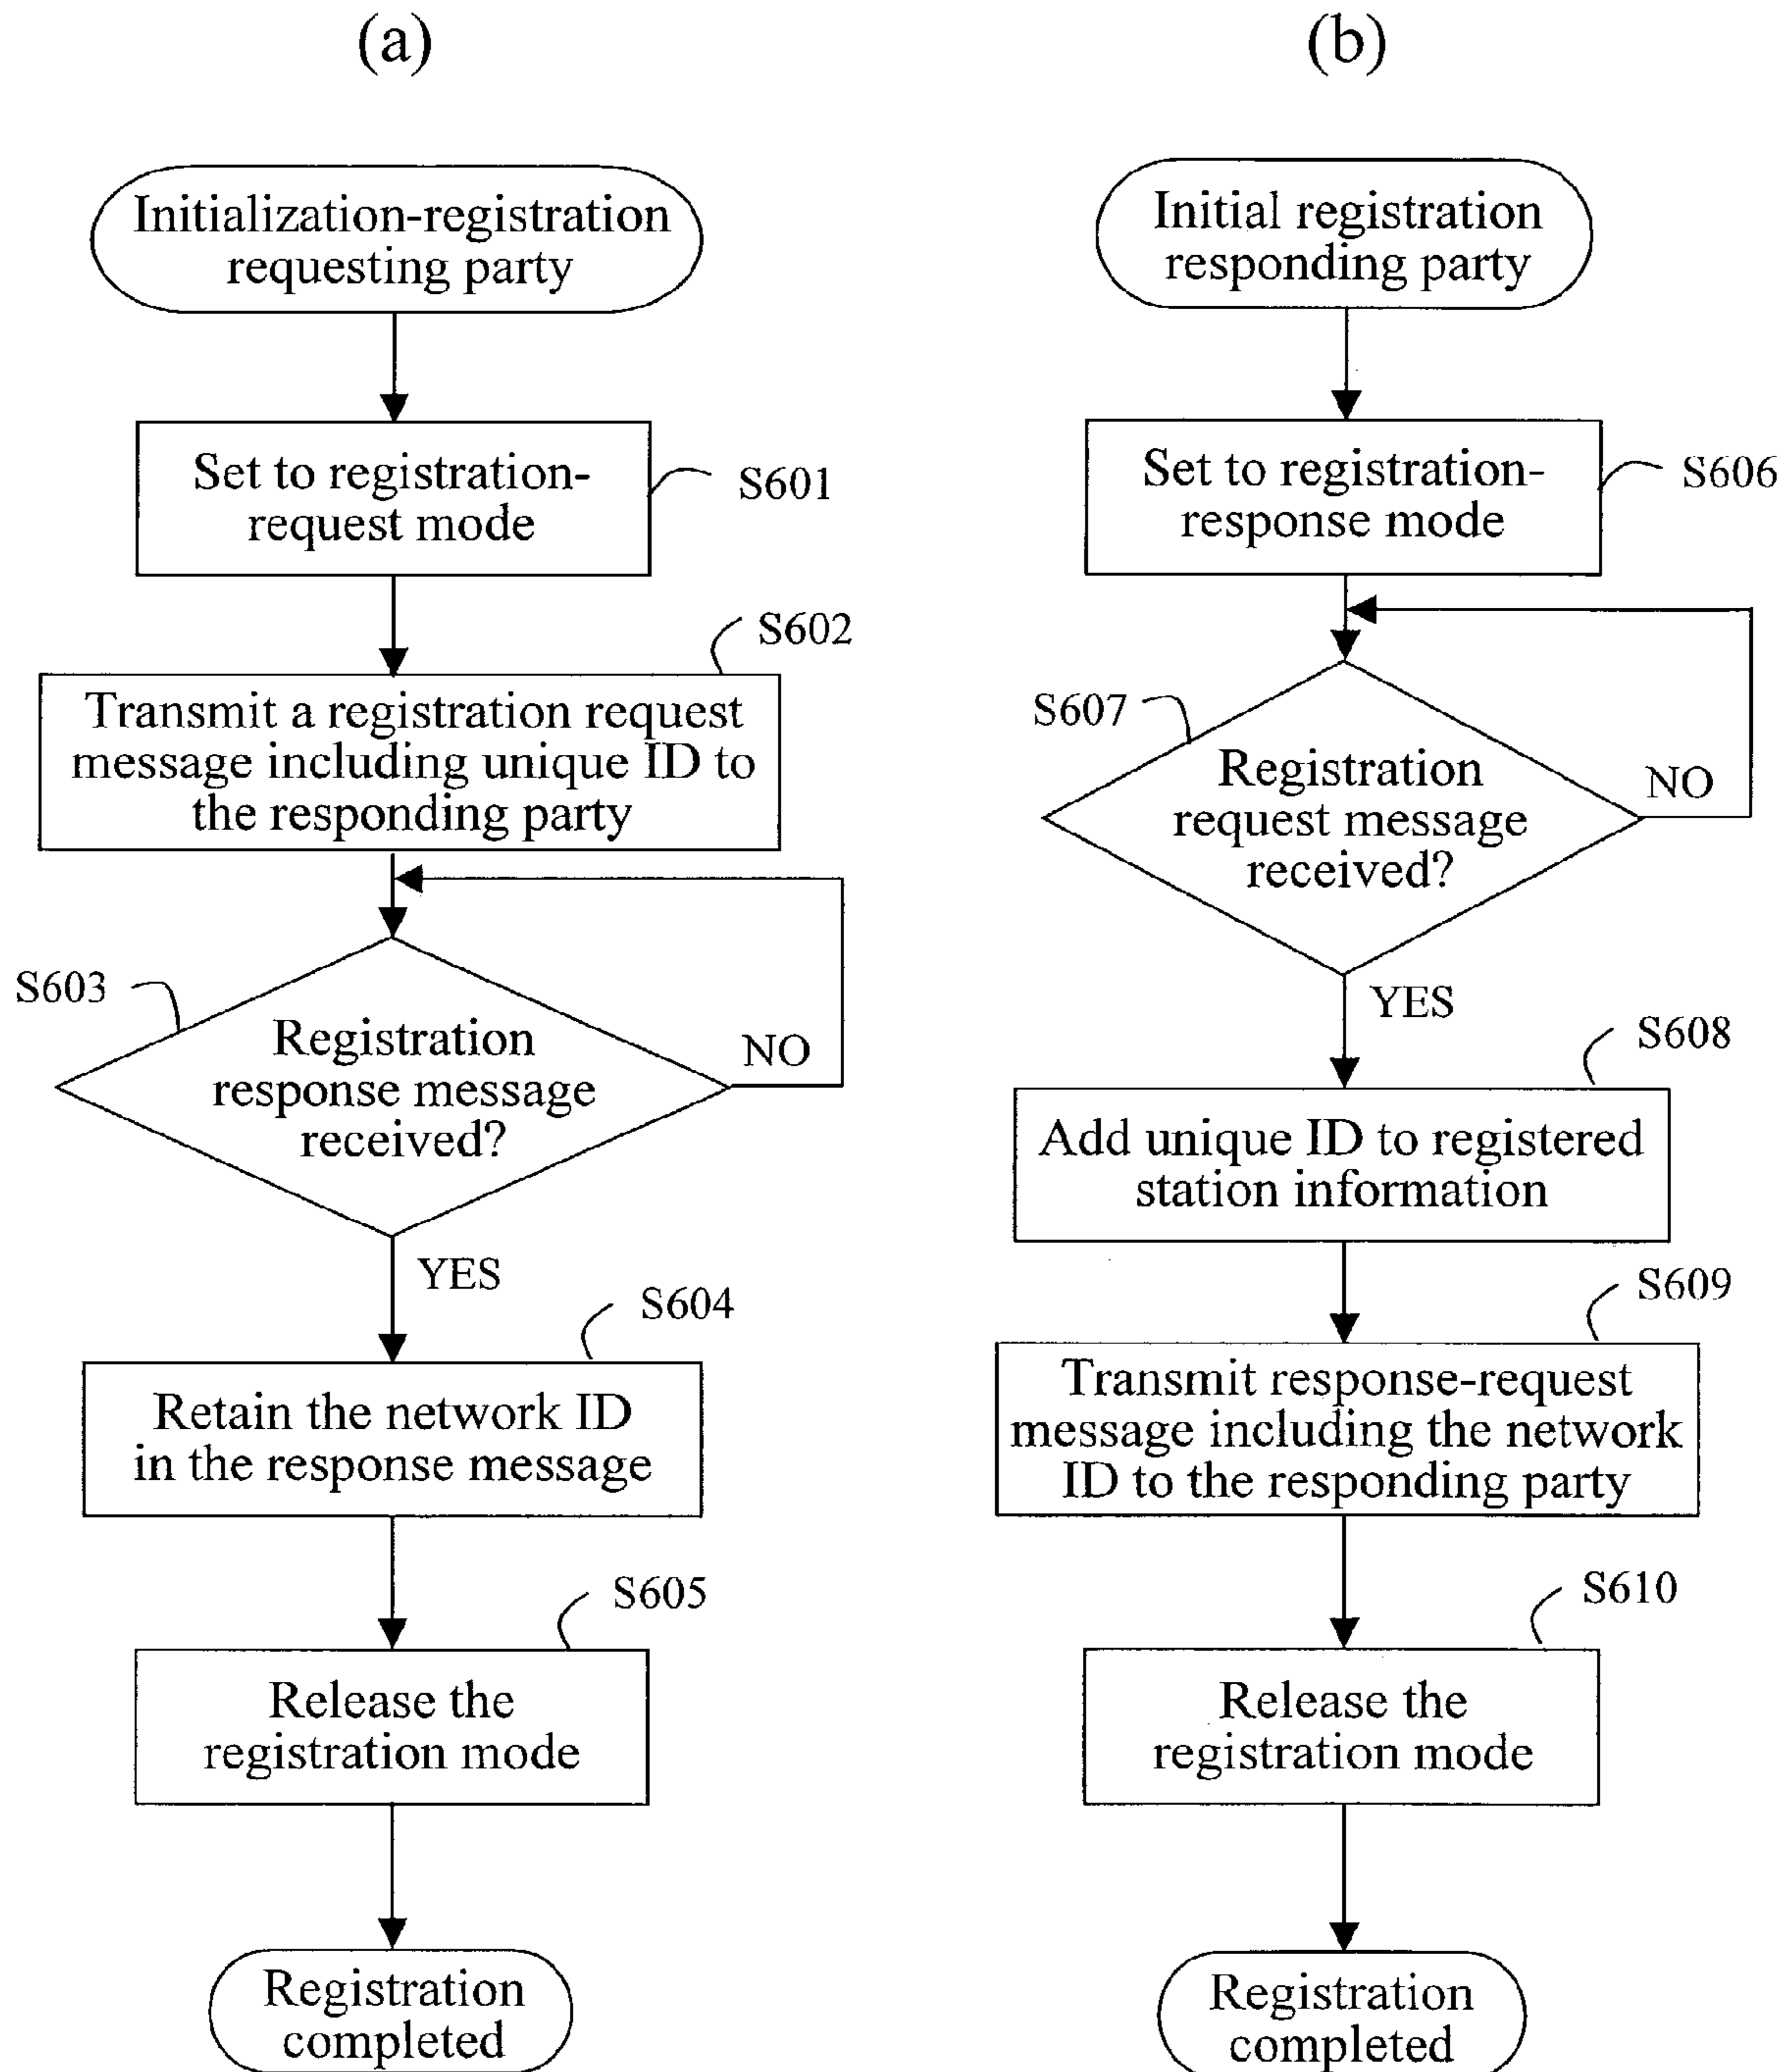 (a)
Initialization-registration
requesting party
Set to registration-
request mode
S601
S602
Transmit a registration request
message including unique ID to
the responding party
S603
Registration
response message
received?
NO
YES
S604
Retain the network ID
in the response message
S605
Release the
registration mode
Registration
completed
(b)
Initial registration
responding party
Set to registration-
response mode
S606
S607
Registration
request message
received?
NO
YES
S608
Add unique ID to registered
station information
S609
Transmit response-request
message including the network
ID to the responding party
S610
Release the
registration mode
Registration
completed